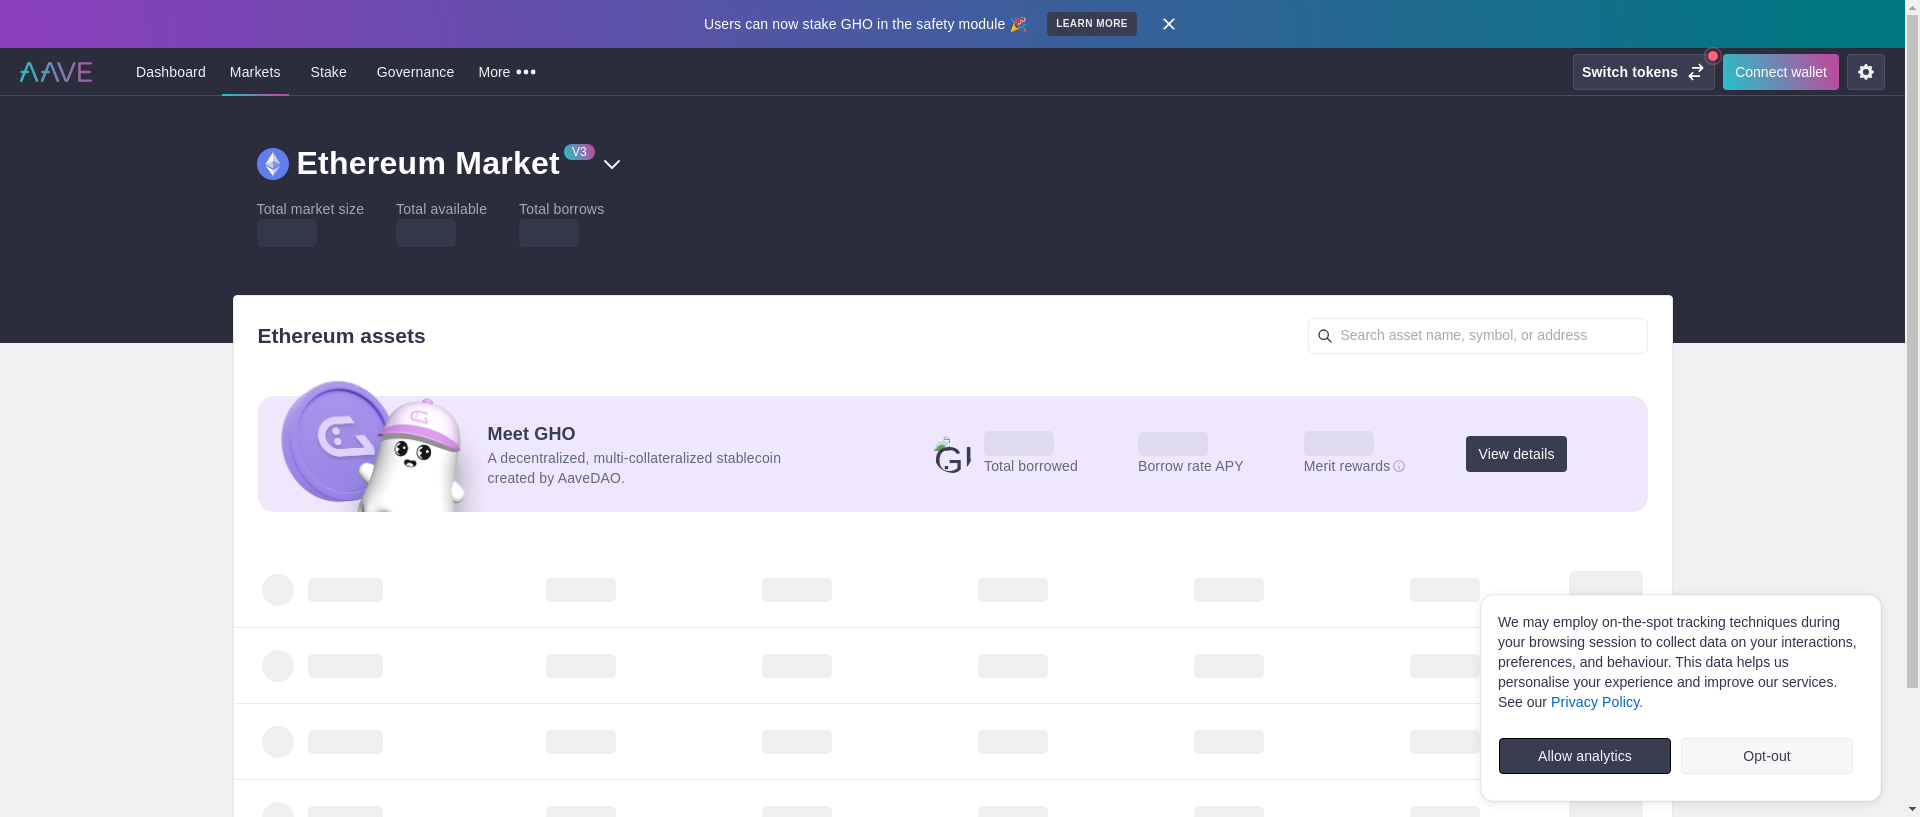 Users can now stake GHO in the safety module 🎉 LEARN MORE
AAVE Dashboard Markets Stake Governance More Switch tokens Connect wallet
Ethereum Market V3
Total market size Total available Total borrows
Ethereum assets
Search asset name, symbol, or address
Meet GHO
A decentralized, multi-collateralized stablecoin
created by AaveDAO.
Total borrowed Borrow rate APY Merit rewards
View details
We may employ on-the-spot tracking techniques during
your browsing session to collect data on your interactions,
preferences, and behaviour. This data helps us
personalise your experience and improve our services.
See our Privacy Policy.
Allow analytics Opt-out